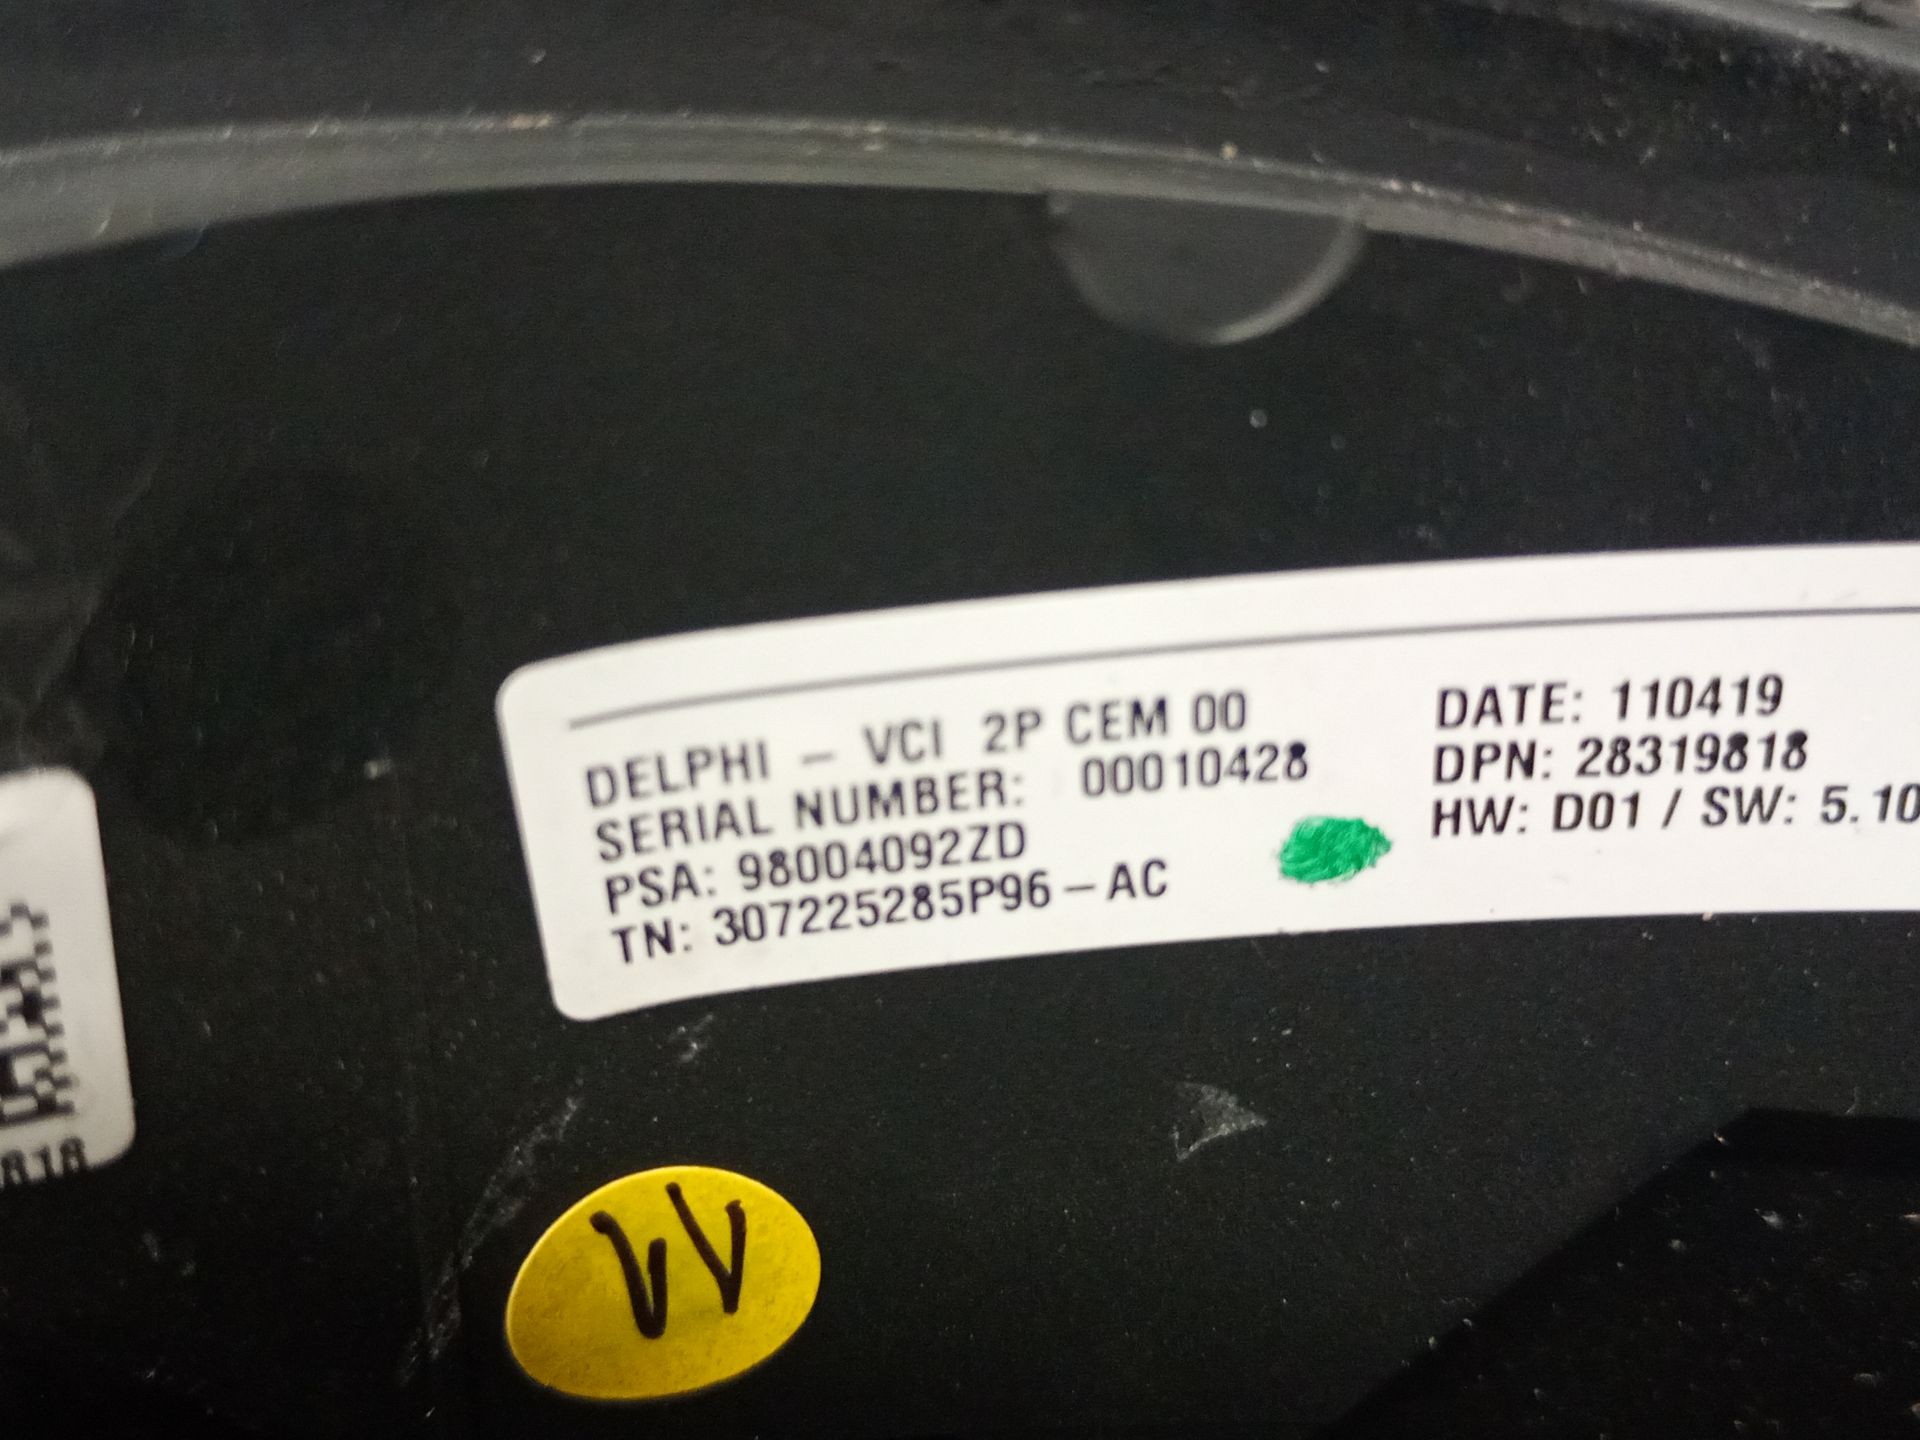 DELPHI – VCI 2P CEM 00
SERIAL NUMBER: 00010428
PSA: 98004092ZD
TN: 307225285P96–AC
DATE: 110419
DPN: 28319818
HW: D01 / SW: 5.10
818